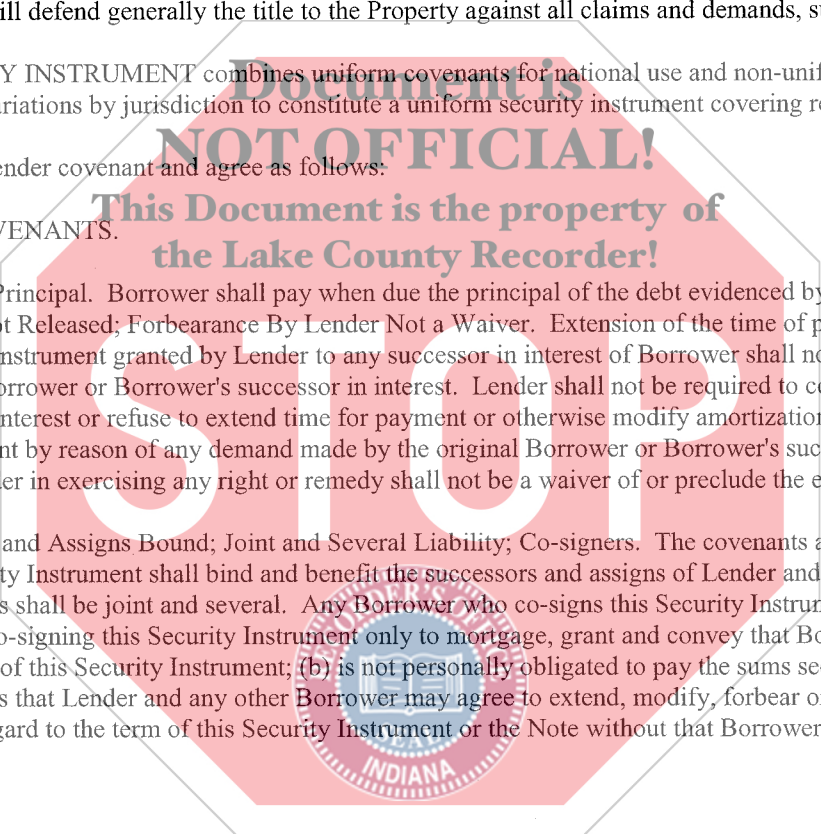 ill defend generally the title to the Property against all claims and demands, su
Document is
Y INSTRUMENT combines uniform covenants for national use and non-unif
ariations by jurisdiction to constitute a uniform security instrument covering re
NOT OFFICIAL!
ender covenant and agree as follows:
This Document is the property of
VENANTS.
the Lake County Recorder!
Principal. Borrower shall pay when due the principal of the debt evidenced by
ot Released; Forbearance By Lender Not a Waiver. Extension of the time of p
nstrument granted by Lender to any successor in interest of Borrower shall no
orrower or Borrower's successor in interest. Lender shall not be required to co
nterest or refuse to extend time for payment or otherwise modify amortization
nt by reason of any demand made by the original Borrower or Borrower's succ
er in exercising any right or remedy shall not be a waiver of or preclude the e
STOP
and Assigns Bound; Joint and Several Liability; Co-signers. The covenants a
ty Instrument shall bind and benefit the successors and assigns of Lender and
s shall be joint and several. Any Borrower who co-signs this Security Instrum
o-signing this Security Instrument only to mortgage, grant and convey that Bo
of this Security Instrument; (b) is not personally obligated to pay the sums se
s that Lender and any other Borrower may agree to extend, modify, forbear o
gard to the term of this Security Instrument or the Note without that Borrower
RECORDER'S OFFICE
SEAL
INDIANA